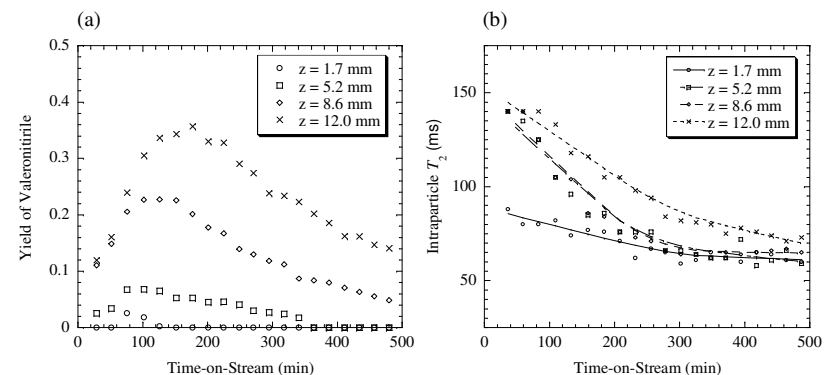 (a)
0.5
0.4
0.3
0.2
0.1
0
Yield of Valeronitirile
z = 1.7 mm
z = 5.2 mm
z = 8.6 mm
z = 12.0 mm
0 100 200 300 400 500
Time-on-Stream (min)
(b)
150
100
50
Intraparticle T2 (ms)
z = 1.7 mm
z = 5.2 mm
z = 8.6 mm
z = 12.0 mm
0 100 200 300 400 500
Time-on-Stream (min)